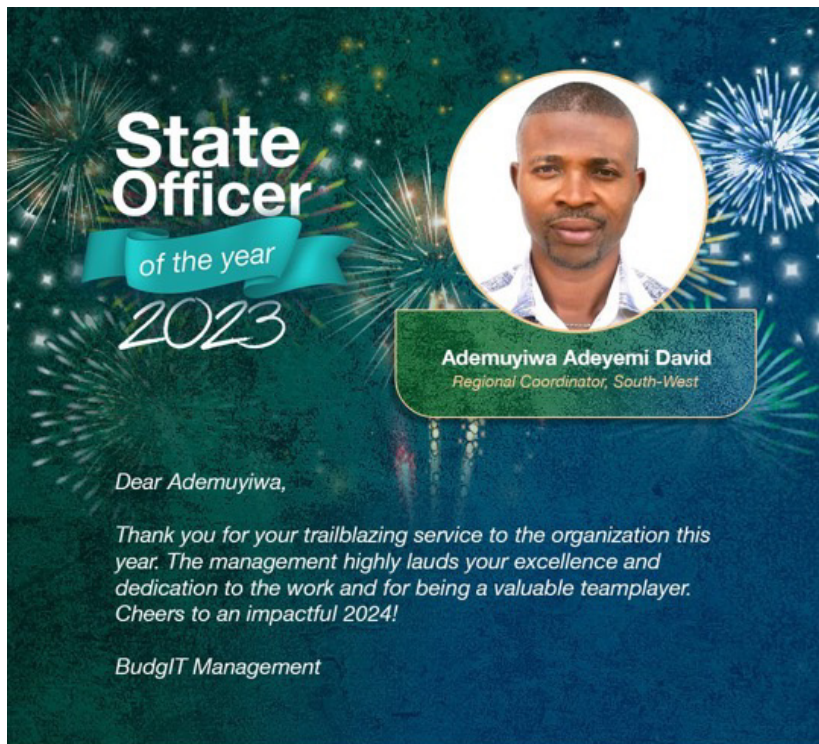 State
Officer
of the year
2023
Ademuyiwa Adeyemi David
Regional Coordinator, South-West
Dear Ademuyiwa,
Thank you for your trailblazing service to the organization this
year. The management highly lauds your excellence and
dedication to the work and for being a valuable teamplayer.
Cheers to an impactful 2024!
BudgIT Management